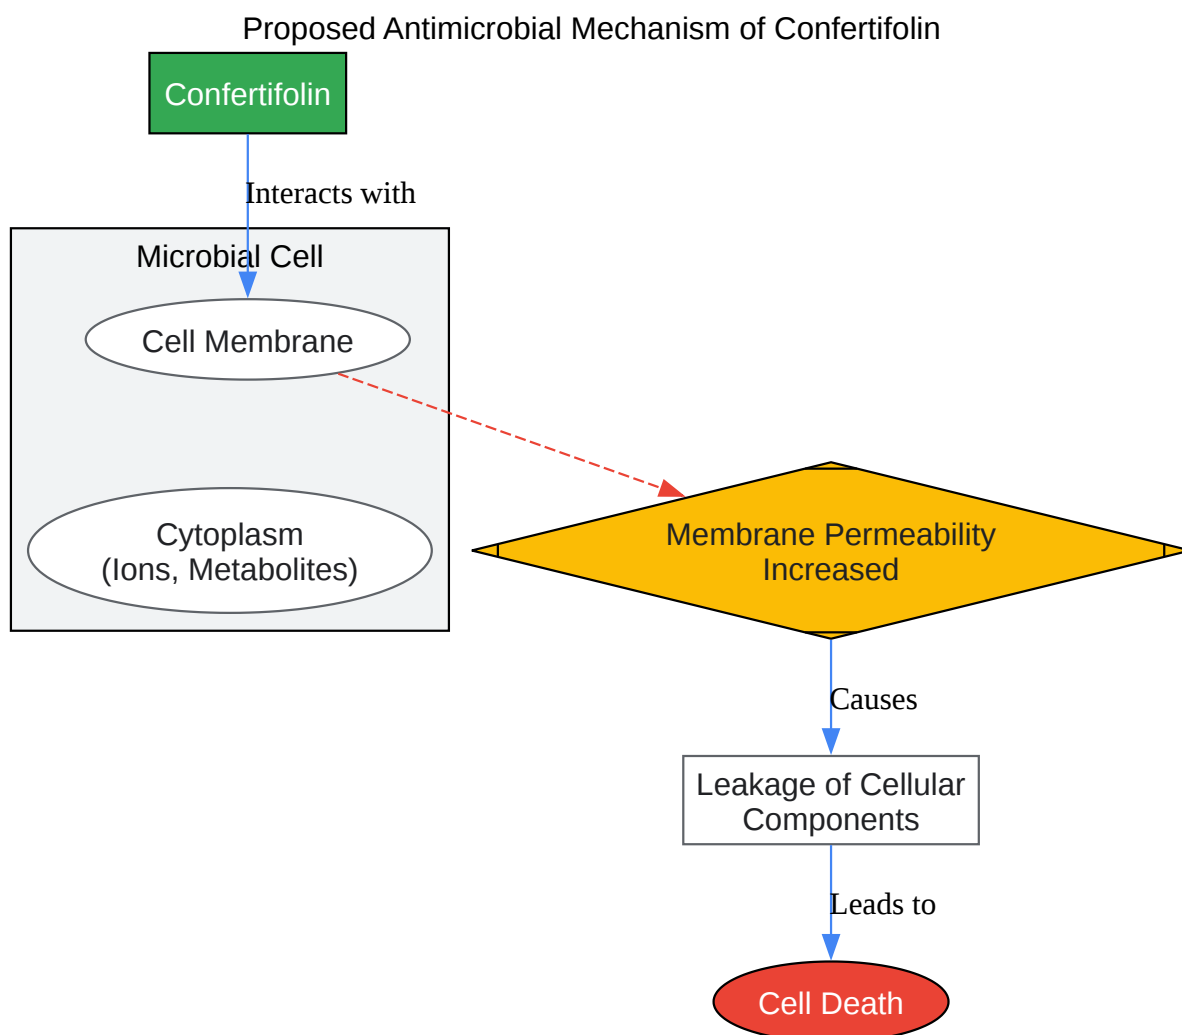 Proposed Antimicrobial Mechanism of Confertifolin
Confertifolin
Interacts with
Microbial Cell
Cell Membrane
Cytoplasm
(Ions, Metabolites)
Membrane Permeability
Increased
Causes
Leakage of Cellular
Components
Leads to
Cell Death